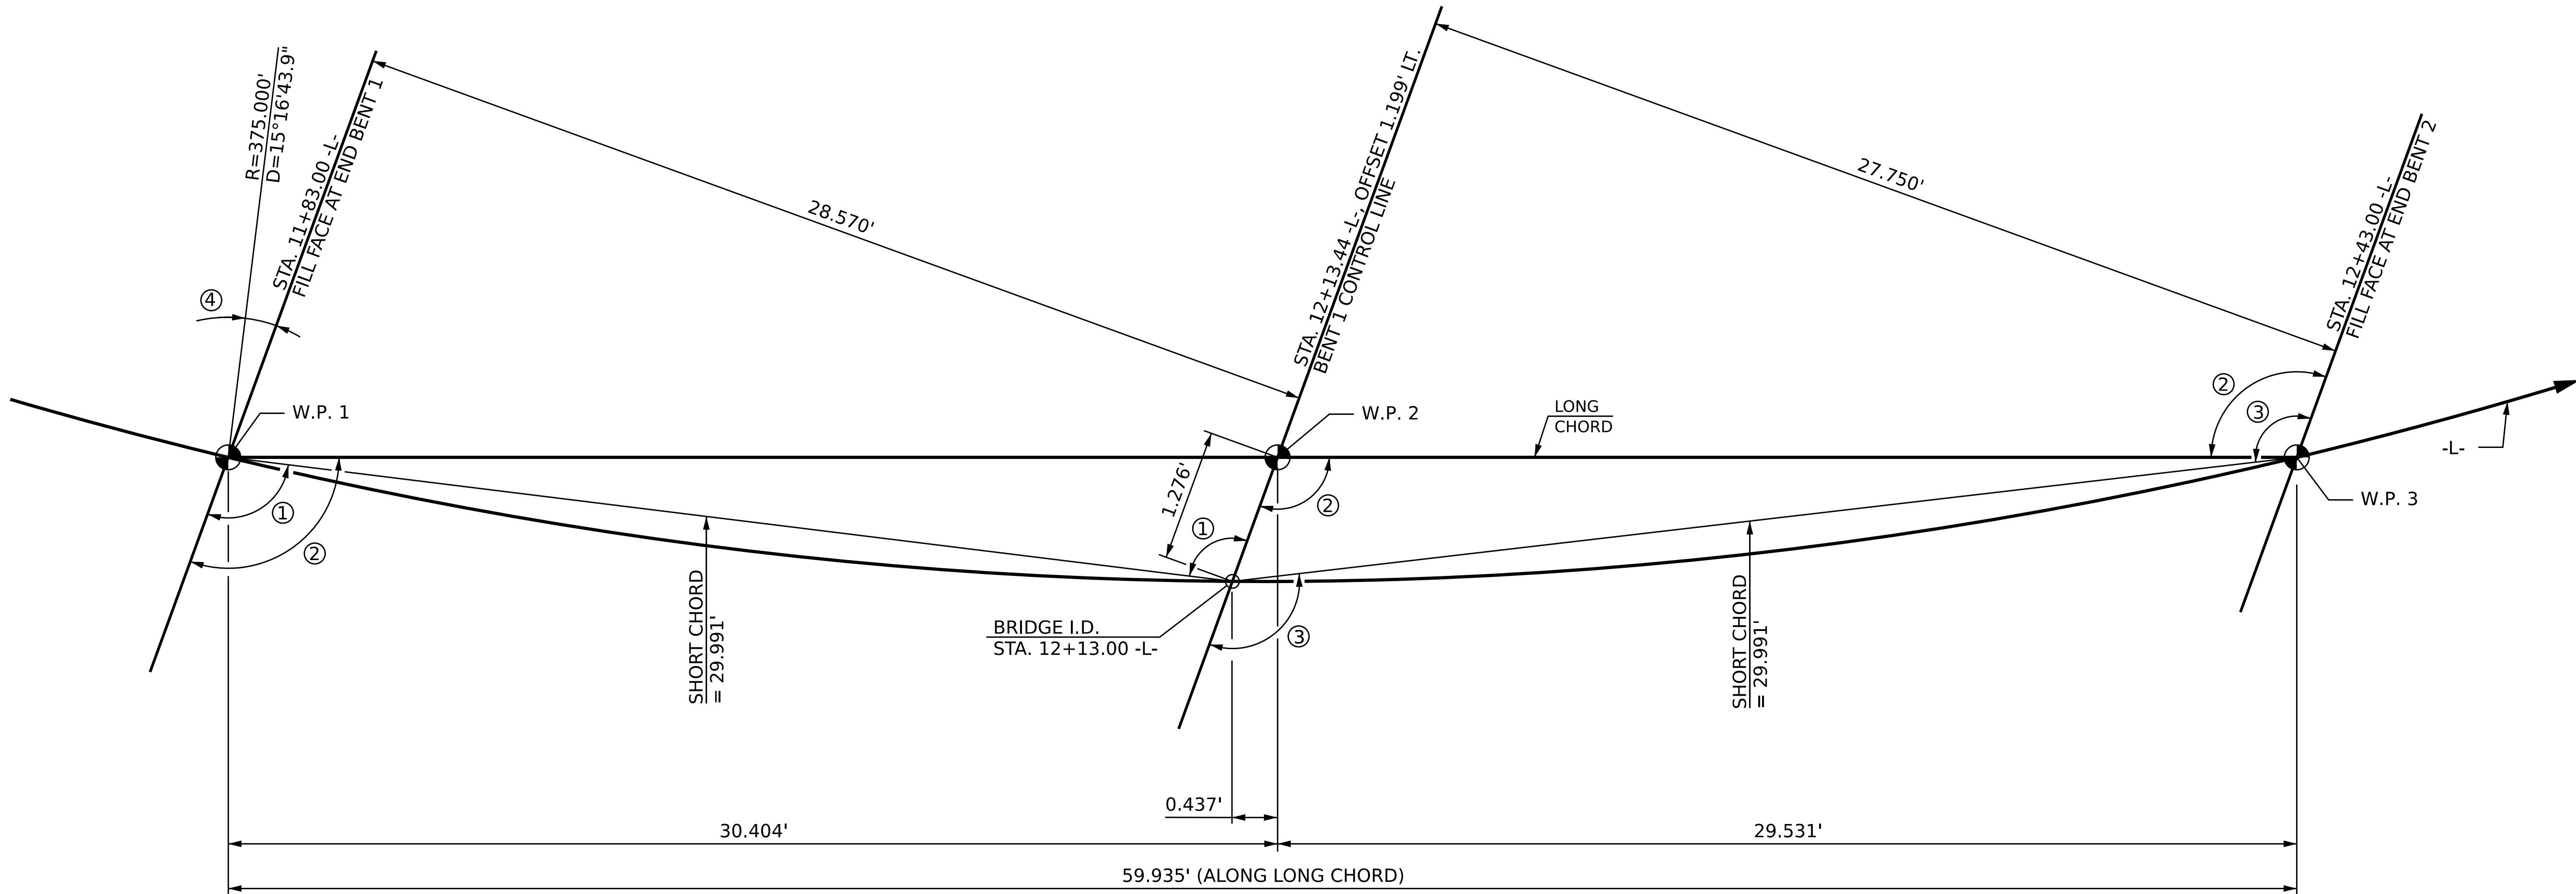 R=375.000'
D=15°16'43.9"
STA. 11+83.00 -L-
FILL FACE AT END BENT 1
28.570'
STA. 12+13.44 -L-, OFFSET 1.199' LT.
BENT 1 CONTROL LINE
27.750'
STA. 12+43.00 -L-
FILL FACE AT END BENT 2
4
W.P. 1
W.P. 2
LONG
CHORD
2
3
-L-
W.P. 3
1.276'
1
2
1
2
3
BRIDGE I.D.
STA. 12+13.00 -L-
SHORT CHORD
= 29.991'
SHORT CHORD
= 29.991'
0.437'
30.404'
29.531'
59.935' (ALONG LONG CHORD)